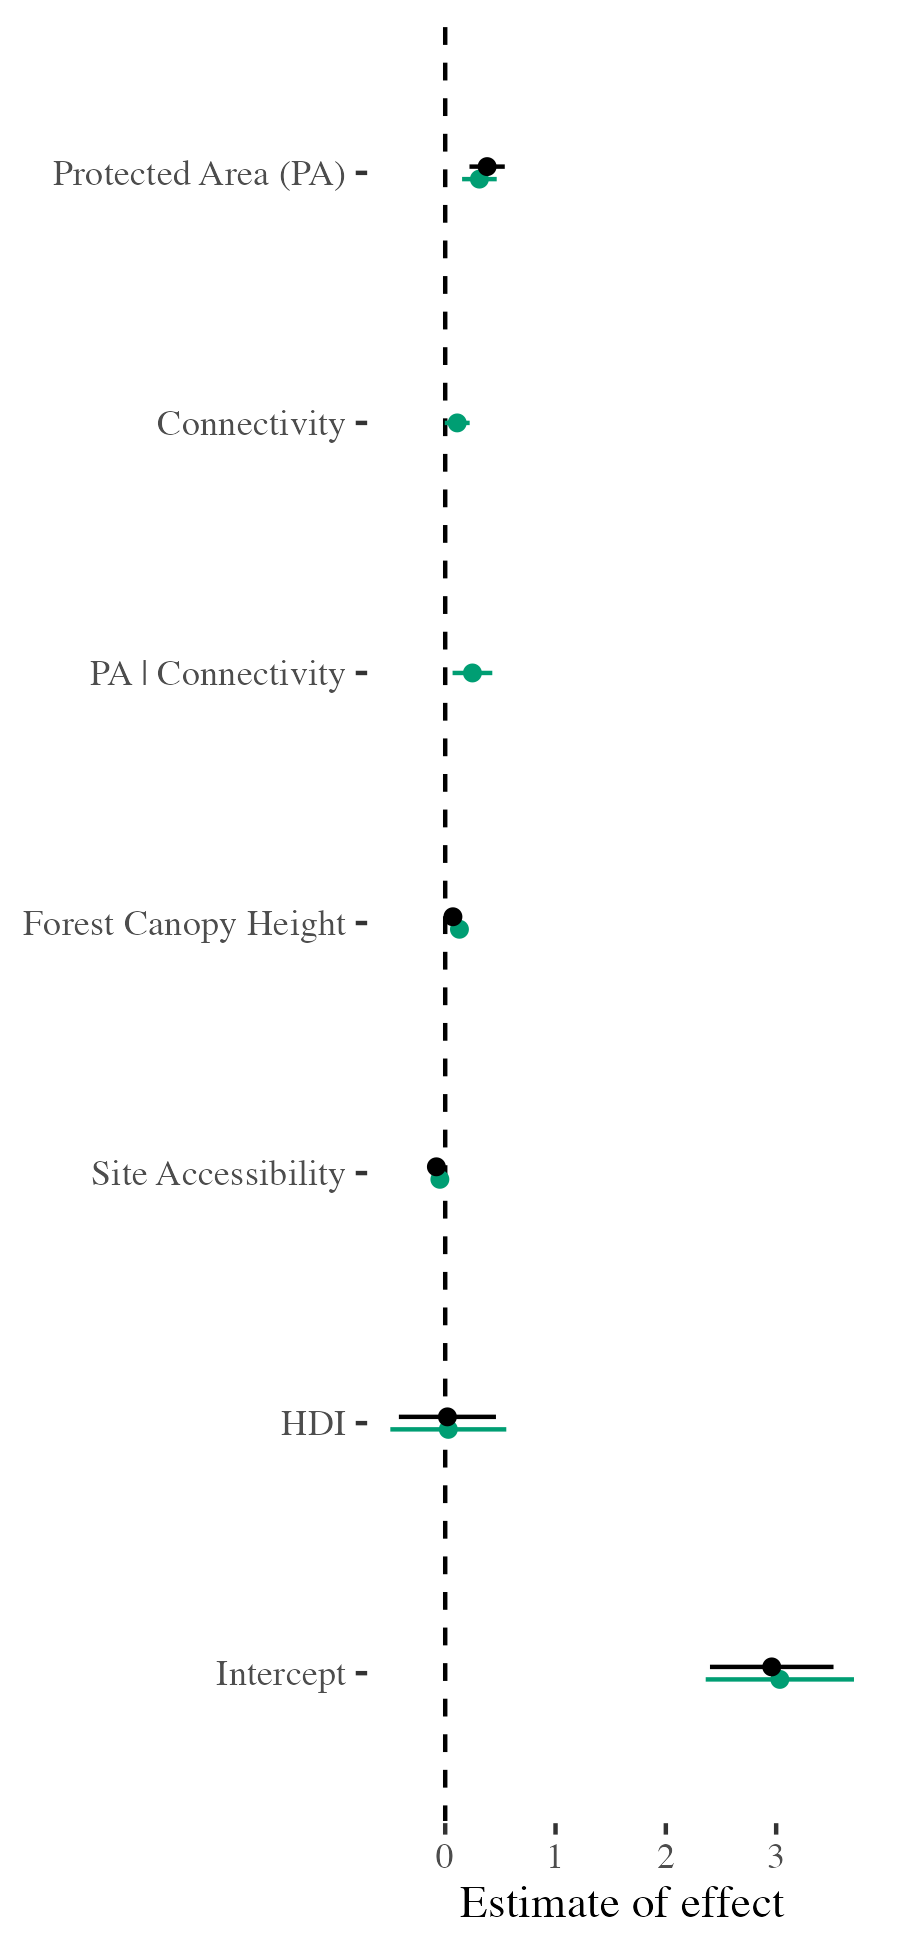 Protected Area (PA)
Connectivity
PA | Connectivity
Forest Canopy Height
Site Accessibility
HDI
Intercept
0 1 2 3
Estimate of effect